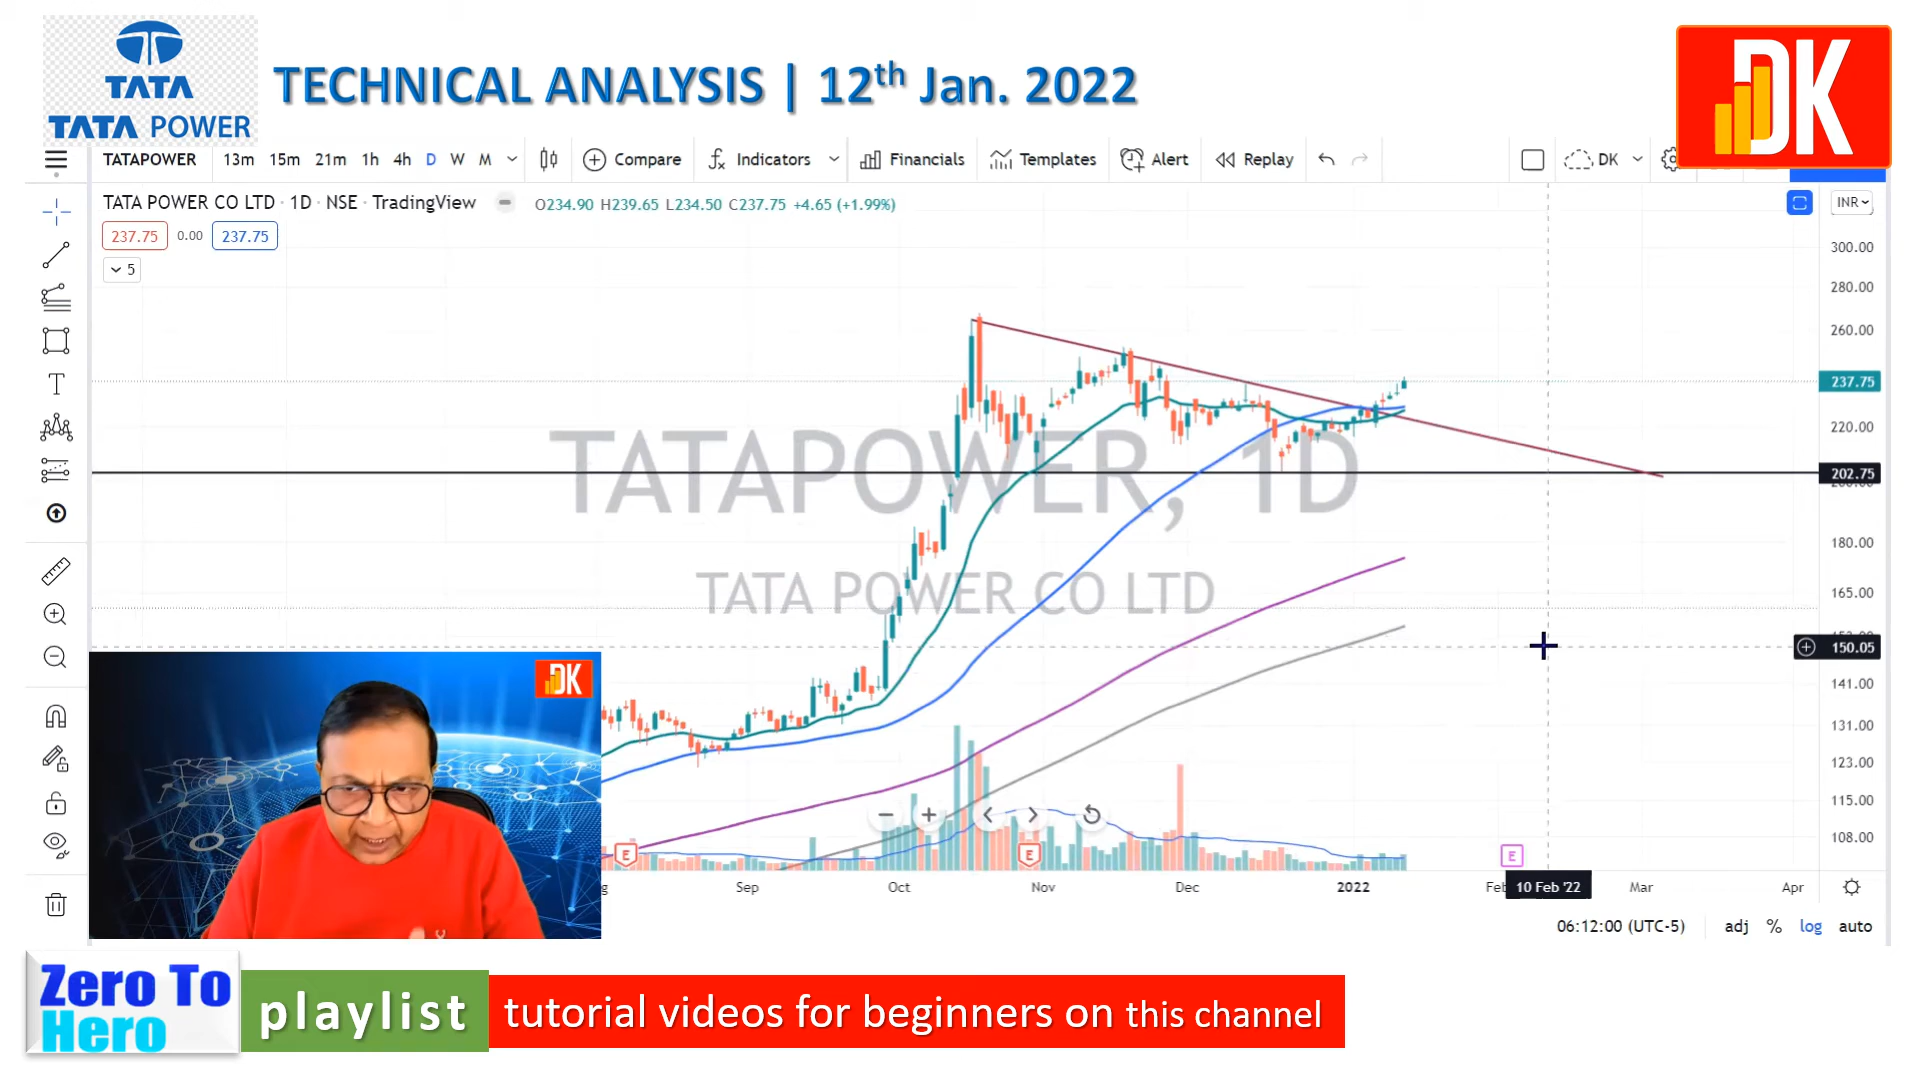 TATA
TATA POWER
TECHNICAL ANALYSIS | 12th Jan. 2022
DK
TATAPOWER 13m 15m 21m 1h 4h D W M Compare Indicators Financials Templates Alert Replay DK
TATA POWER CO LTD · 1D · NSE · TradingView O234.90 H239.65 L234.50 C237.75 +4.65 (+1.99%) INR
237.75 0.00 237.75
5
300.00
280.00
260.00
237.75
220.00
202.75
180.00
165.00
150.05
141.00
131.00
123.00
115.00
108.00
TATAPOWER, 1D
TATA POWER CO LTD
DK
E E E
Sep Oct Nov Dec 2022 10 Feb '22 Mar Apr
06:12:00 (UTC-5) adj % log auto
Zero To
Hero
playlist
tutorial videos for beginners on this channel